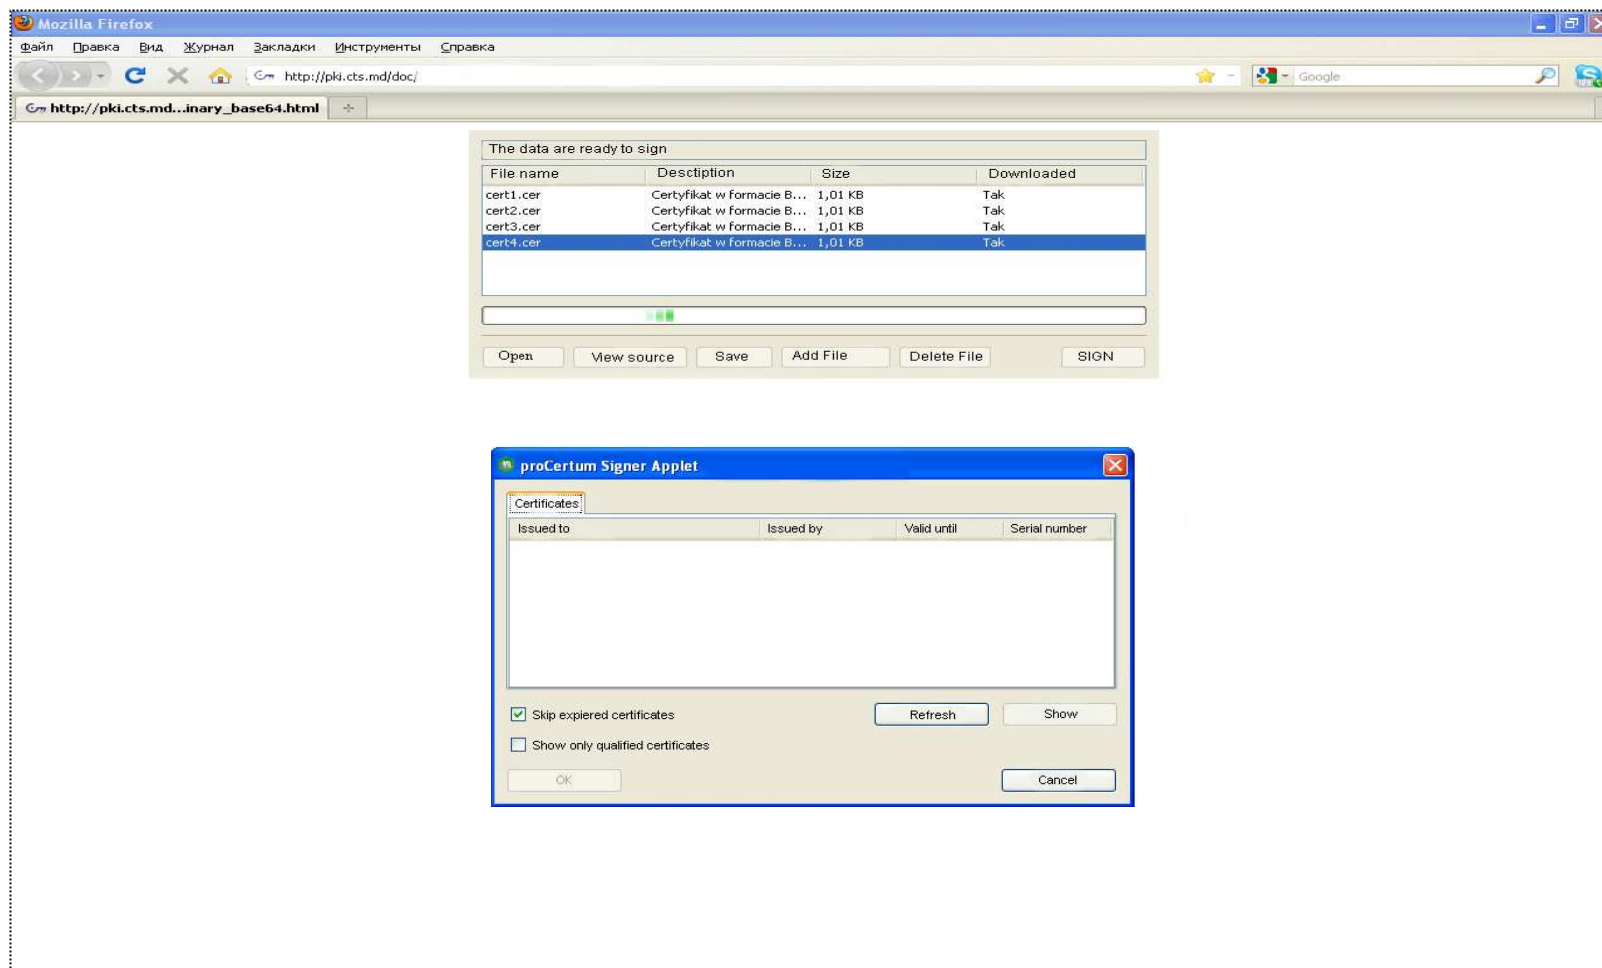 Mozilla Firefox
Файл Правка Вид Журнал Закладки Инструменты Справка
http://pki.cts.md/doc/ Google
http://pki.cts.md...inary_base64.html
The data are ready to sign
File name Desctiption Size Downloaded
cert1.cer Certyfikat w formacie B... 1,01 KB Tak
cert2.cer Certyfikat w formacie B... 1,01 KB Tak
cert3.cer Certyfikat w formacie B... 1,01 KB Tak
cert4.cer Certyfikat w formacie B... 1,01 KB Tak
Open View source Save Add File Delete File SIGN
proCertum Signer Applet
Certificates
Issued to Issued by Valid until Serial number
Skip expiered certificates Refresh Show
Show only qualified certificates
OK Cancel